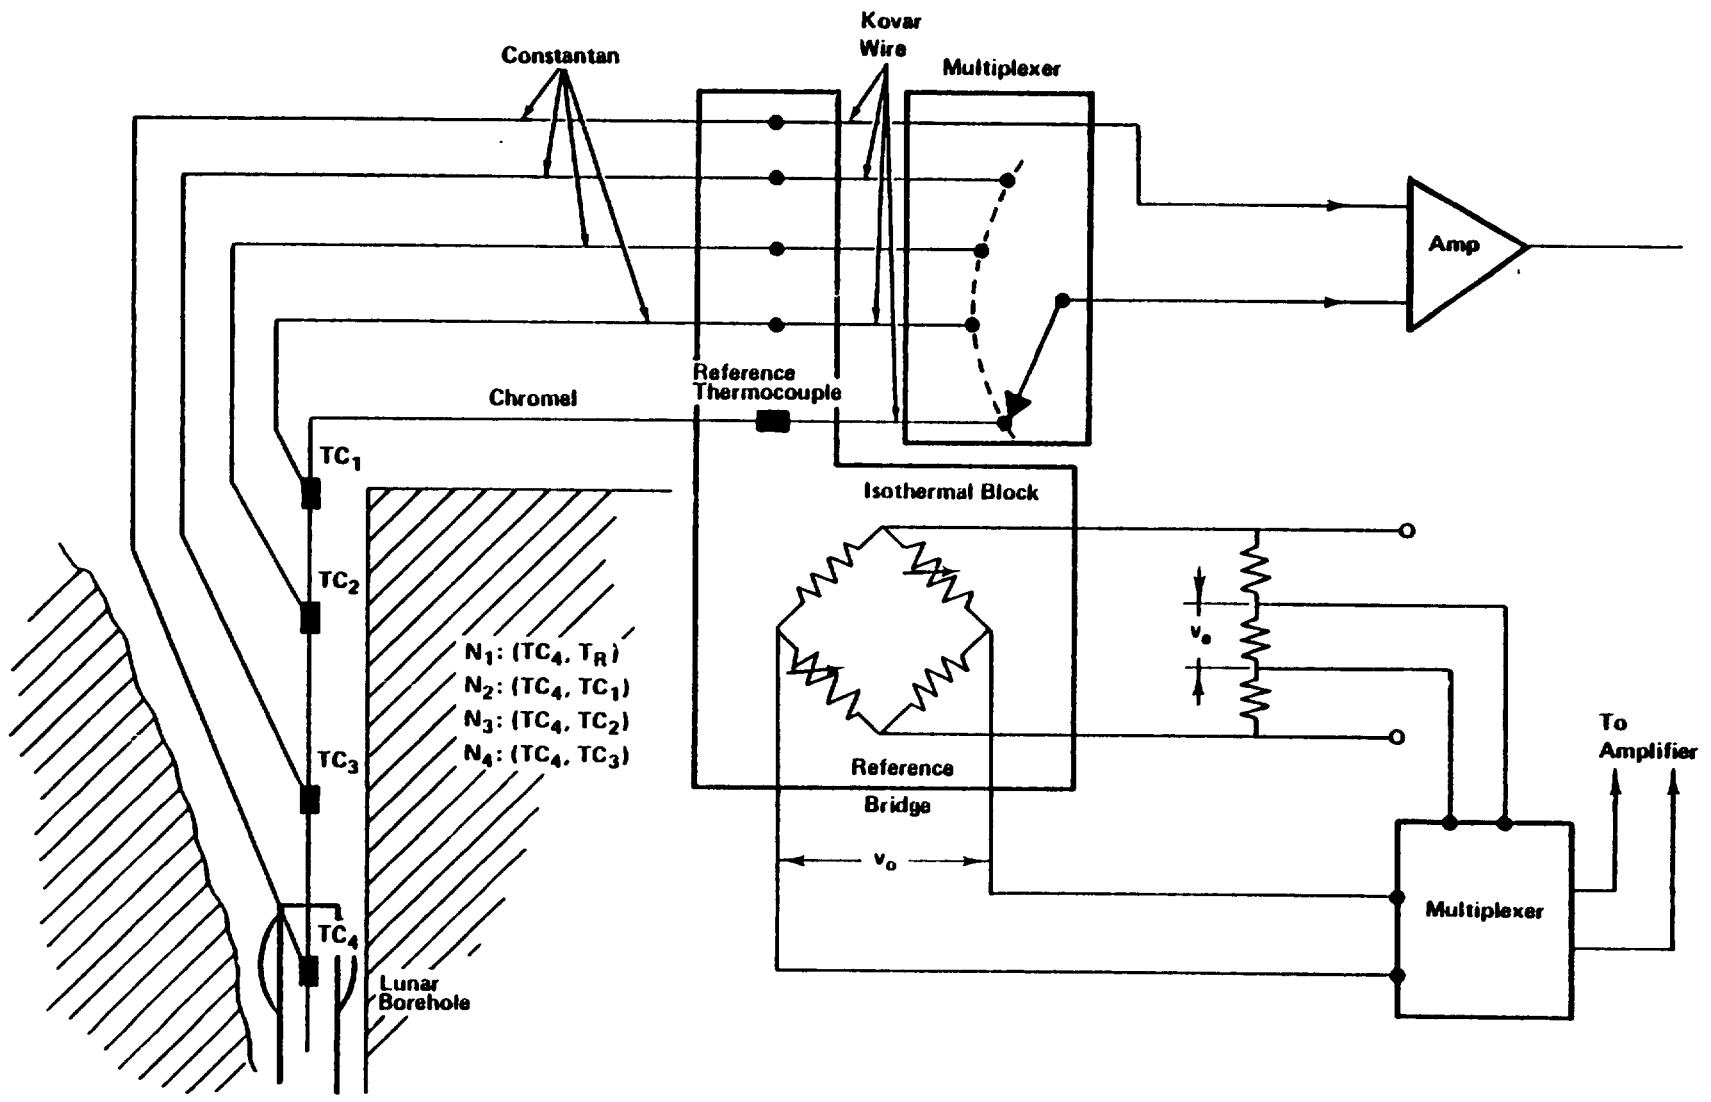 Kovar
Wire
Constantan
Multiplexer
Amp
Reference
Thermocouple
Chromel
TC1
Isothermal Block
TC2
ve
N1: (TC4, TR)
N2: (TC4, TC1)
N3: (TC4, TC2)
N4: (TC4, TC3)
To
Amplifier
TC3
Reference
Bridge
vo
Multiplexer
TC4
Lunar
Borehole